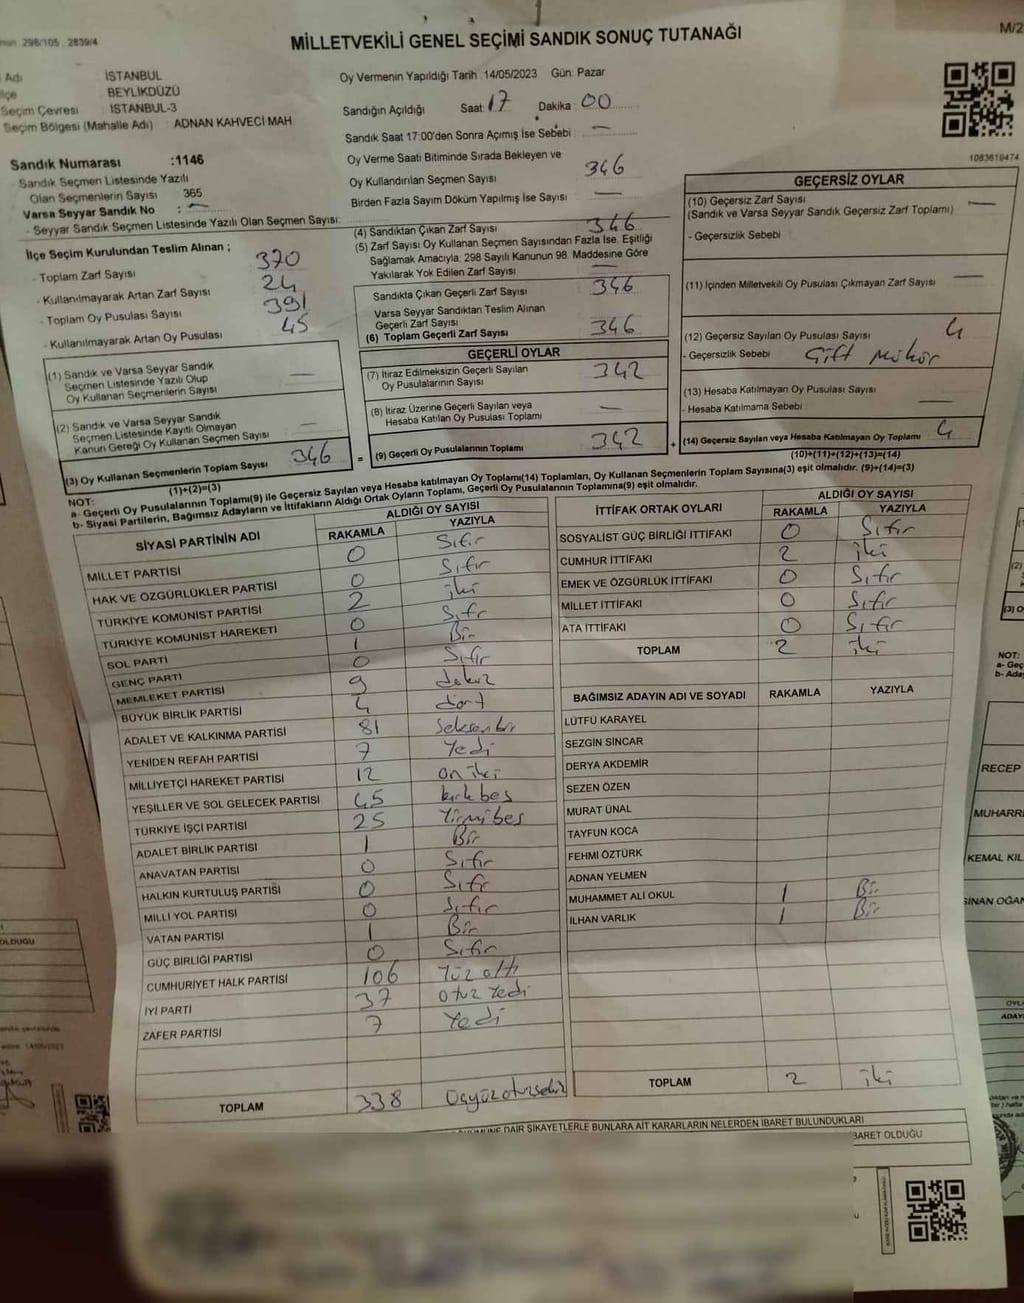 298/105 . 2839/4
MİLLETVEKİLİ GENEL SEÇİMİ SANDIK SONUÇ TUTANAĞI
M/2
Adı İSTANBUL
BEYLİKDÜZÜ
Seçim Çevresi İSTANBUL-3
Seçim Bölgesi (Mahalle Adı) : ADNAN KAHVECİ MAH
Oy Vermenin Yapıldığı Tarih 14/05/2023 Gün: Pazar
Sandığın Açıldığı Saat 17 Dakika 00
Sandık Saat 17:00'den Sonra Açımış İse Sebebi : —
Oy Verme Saati Bitiminde Sırada Bekleyen ve
Oy Kullandırılan Seçmen Sayısı 346
Birden Fazla Sayım Döküm Yapılmış İse Sayısı —
1083619474
Sandık Numarası :1146
- Sandık Seçmen Listesinde Yazılı
Olan Seçmenlerin Sayısı 365
Varsa Seyyar Sandık No : —
- Seyyar Sandık Seçmen Listesinde Yazılı Olan Seçmen Sayısı:
İlçe Seçim Kurulundan Teslim Alınan ;
- Toplam Zarf Sayısı 370
- Kullanılmayarak Artan Zarf Sayısı 24
- Toplam Oy Pusulası Sayısı 391
- Kullanılmayarak Artan Oy Pusulası 45
(1) Sandık ve Varsa Seyyar Sandık
Seçmen Listesinde Yazılı Olup
Oy Kullanan Seçmenlerin Sayısı —
(2) Sandık ve Varsa Seyyar Sandık
Seçmen Listesinde Kayıtlı Olmayan
Kanun Gereği Oy Kullanan Seçmen Sayısı —
(3) Oy Kullanan Seçmenlerin Toplam Sayısı 346
(1)+(2)=(3)
(4) Sandıktan Çıkan Zarf Sayısı 346
(5) Zarf Sayısı Oy Kullanan Seçmen Sayısından Fazla İse, Eşitliği
Sağlamak Amacıyla; 298 Sayılı Kanunun 98. Maddesine Göre
Yakılarak Yok Edilen Zarf Sayısı —
Sandıkta Çıkan Geçerli Zarf Sayısı 346
Varsa Seyyar Sandıktan Teslim Alınan
Geçerli Zarf Sayısı
(6) Toplam Geçerli Zarf Sayısı 346
GEÇERLİ OYLAR
(7) İtiraz Edilmeksizin Geçerli Sayılan
Oy Pusulalarının Sayısı 342
(8) İtiraz Üzerine Geçerli Sayılan veya
Hesaba Katılan Oy Pusulası Toplamı —
= (9) Geçerli Oy Pusulalarının Toplamı 342 +
GEÇERSİZ OYLAR
(10) Geçersiz Zarf Sayısı —
(Sandık ve Varsa Seyyar Sandık Geçersiz Zarf Toplamı)
- Geçersizlik Sebebi
(11) İçinden Milletvekili Oy Pusulası Çıkmayan Zarf Sayısı —
(12) Geçersiz Sayılan Oy Pusulası Sayısı 4
- Geçersizlik Sebebi Çift Mühür
(13) Hesaba Katılmayan Oy Pusulası Sayısı
- Hesaba Katılmama Sebebi —
(14) Geçersiz Sayılan veya Hesaba Katılmayan Oy Toplamı 4
(10)+(11)+(12)+(13)=(14)
NOT:
a- Geçerli Oy Pusulalarının Toplamı(9) ile Geçersiz Sayılan veya Hesaba katılmayan Oy Toplamı(14) Toplamları, Oy Kullanan Seçmenlerin Toplam Sayısına(3) eşit olmalıdır. (9)+(14)=(3)
b- Siyasi Partilerin, Bağımsız Adayların ve İttifakların Aldığı Ortak Oyların Toplamı, Geçerli Oy Pusulalarının Toplamına(9) eşit olmalıdır.
SİYASİ PARTİNİN ADI ALDIĞI OY SAYISI
RAKAMLA YAZIYLA
MİLLET PARTİSİ 0 Sıfır
HAK VE ÖZGÜRLÜKLER PARTİSİ 0 Sıfır
TÜRKİYE KOMÜNİST PARTİSİ 2 iki
TÜRKİYE KOMÜNİST HAREKETİ 0 Sıfır
SOL PARTİ 1 Bir
GENÇ PARTİ 0 Sıfır
MEMLEKET PARTİSİ 9 dokuz
BÜYÜK BİRLİK PARTİSİ 4 dört
ADALET VE KALKINMA PARTİSİ 81 Seksenbir
YENİDEN REFAH PARTİSİ 7 Yedi
MİLLİYETÇİ HAREKET PARTİSİ 12 on iki
YEŞİLLER VE SOL GELECEK PARTİSİ 45 kırkbeş
TÜRKİYE İŞÇİ PARTİSİ 25 Yirmibeş
ADALET BİRLİK PARTİSİ 1 Bir
ANAVATAN PARTİSİ 0 Sıfır
HALKIN KURTULUŞ PARTİSİ 0 Sıfır
MİLLİ YOL PARTİSİ 0 Sıfır
VATAN PARTİSİ 1 Bir
GÜÇ BİRLİĞİ PARTİSİ 0 Sıfır
CUMHURİYET HALK PARTİSİ 106 Yüz altı
İYİ PARTİ 37 otuz Yedi
ZAFER PARTİSİ 7 Yedi
TOPLAM 338 Üçyüzotuzsekiz
İTTİFAK ORTAK OYLARI ALDIĞI OY SAYISI
RAKAMLA YAZIYLA
SOSYALİST GÜÇ BİRLİĞİ İTTİFAKI 0 Sıfır
CUMHUR İTTİFAKI 2 iki
EMEK VE ÖZGÜRLÜK İTTİFAKI 0 Sıfır
MİLLET İTTİFAKI 0 Sıfır
ATA İTTİFAKI 0 Sıfır
TOPLAM 2 iki
BAĞIMSIZ ADAYIN ADI VE SOYADI RAKAMLA YAZIYLA
LÜTFÜ KARAYEL
SEZGİN SİNCAR
DERYA AKDEMİR
SEZEN ÖZEN
MURAT ÜNAL
TAYFUN KOCA
FEHMİ ÖZTÜRK
ADNAN YELMEN
MUHAMMET ALİ OKUL 1 Bir
İLHAN VARLIK 1 Bir
TOPLAM 2 iki
DAİR ŞİKAYETLERLE BUNLARA AİT KARARLARIN NELERDEN İBARET BULUNDUKLARI
OLDUĞU
NOT:
RECEP
MUHARR
KEMAL KIL
SİNAN OĞAN
OLDUĞU